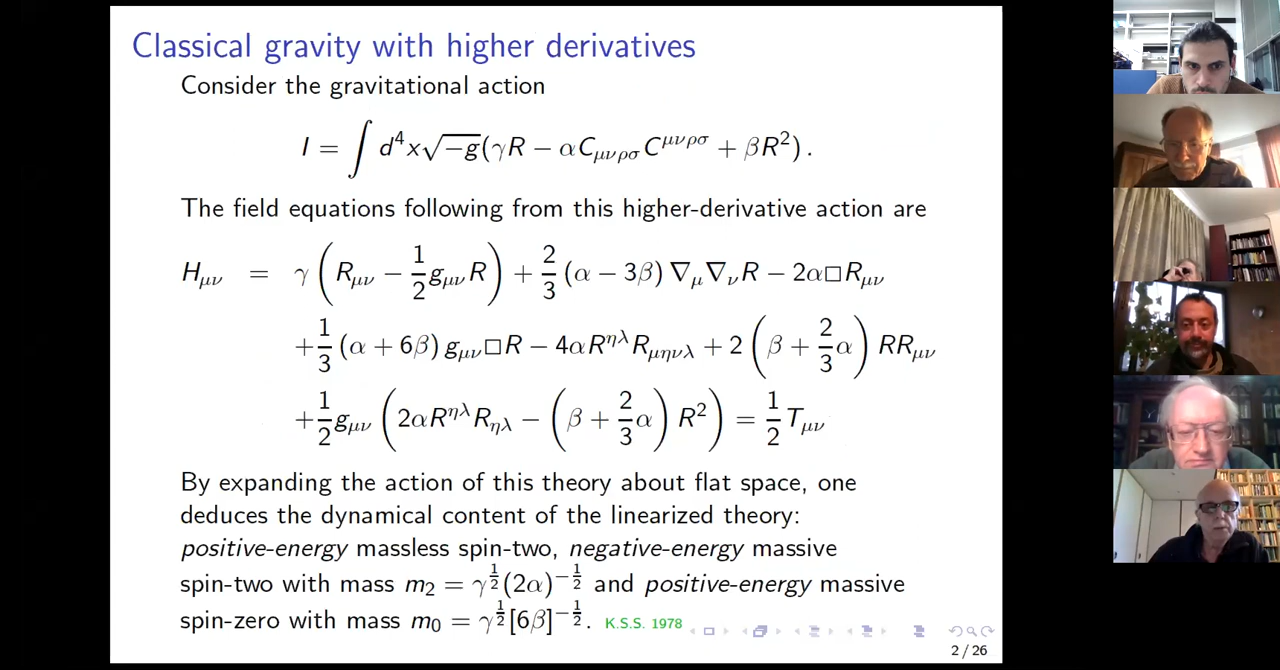 Classical gravity with higher derivatives
Consider the gravitational action
I = ∫ d⁴x√−g(γR − αC_{μνρσ}C^{μνρσ} + βR²).
The field equations following from this higher-derivative action are
H_{μν} = γ(R_{μν} − 1/2 g_{μν}R) + 2/3 (α − 3β) ∇_μ∇_νR − 2α□R_{μν}
+1/3 (α + 6β) g_{μν}□R − 4αR^{ηλ}R_{μηνλ} + 2(β + 2/3 α) RR_{μν}
+1/2 g_{μν}(2αR^{ηλ}R_{ηλ} − (β + 2/3 α) R²) = 1/2 T_{μν}
By expanding the action of this theory about flat space, one
deduces the dynamical content of the linearized theory:
positive-energy massless spin-two, negative-energy massive
spin-two with mass m₂ = γ^{1/2}(2α)^{−1/2} and positive-energy massive
spin-zero with mass m₀ = γ^{1/2}[6β]^{−1/2}. K.S.S. 1978
2 / 26